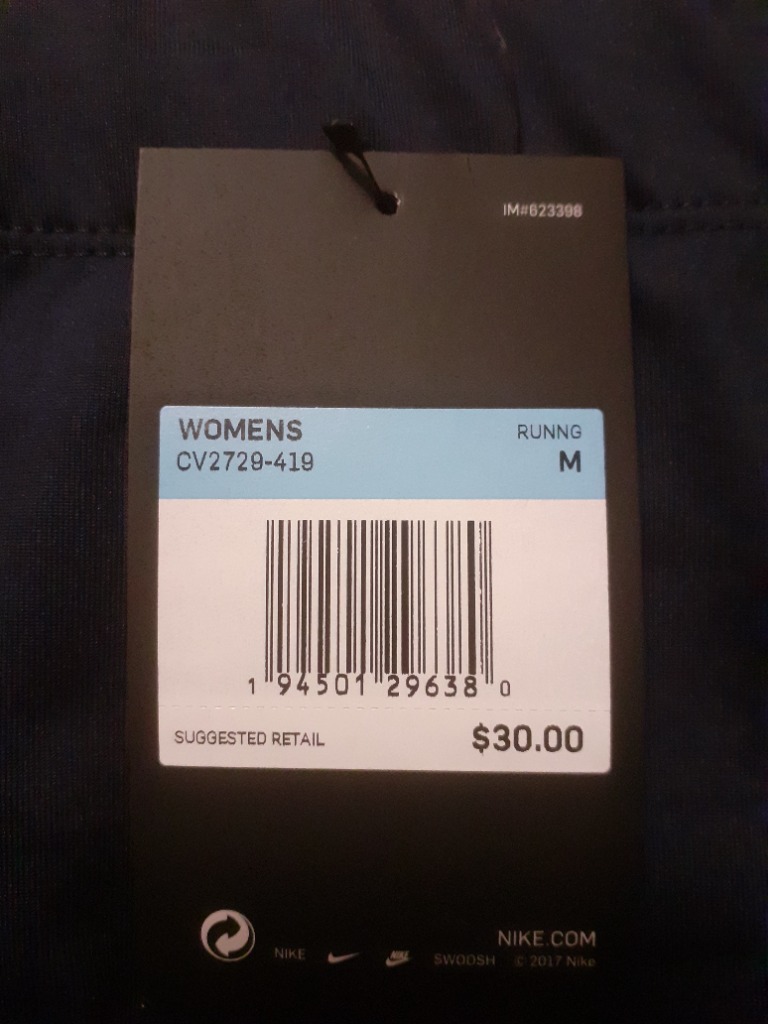 IM#623398
WOMENS RUNNG
CV2729-419 M
1 94501 29638 0
SUGGESTED RETAIL $30.00
NIKE.COM
NIKE NIKE SWOOSH © 2017 Nike